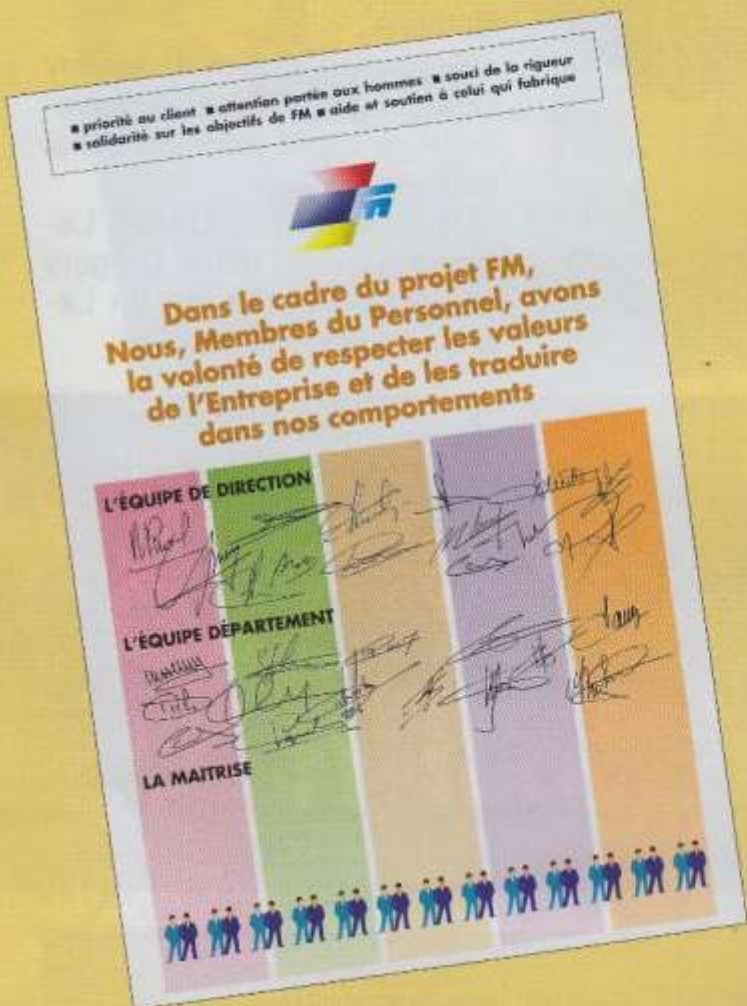 ■ priorité au client ■ attention portée aux hommes ■ souci de la rigueur
■ solidarité sur les objectifs de FM ■ aide et soutien à celui qui fabrique
Dans le cadre du projet FM,
Nous, Membres du Personnel, avons
la volonté de respecter les valeurs
de l'Entreprise et de les traduire
dans nos comportements
L'ÉQUIPE DE DIRECTION
L'ÉQUIPE DÉPARTEMENT
LA MAITRISE